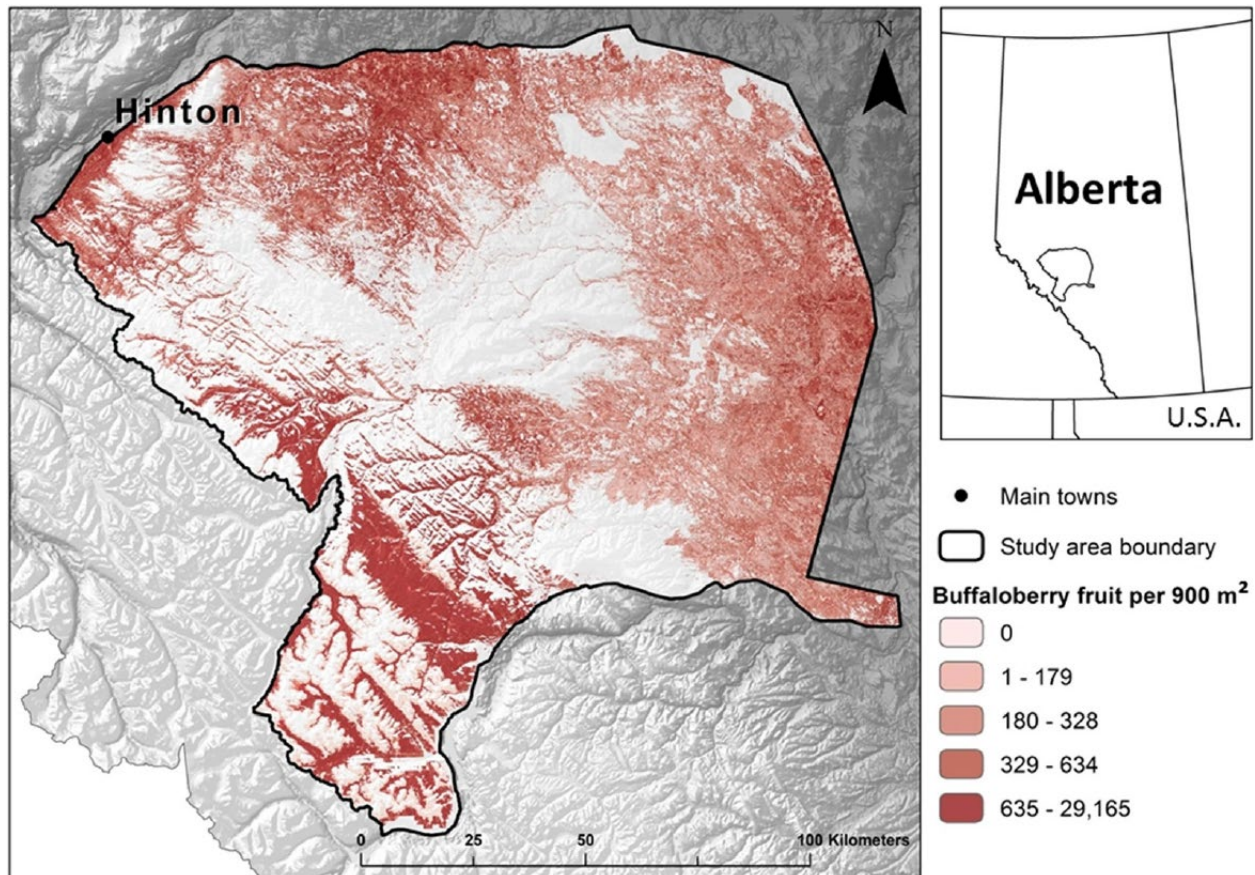 N
Hinton
Alberta
U.S.A.
Main towns
Study area boundary
Buffaloberry fruit per 900 m²
0
1 - 179
180 - 328
329 - 634
635 - 29,165
0 25 50 100 Kilometers